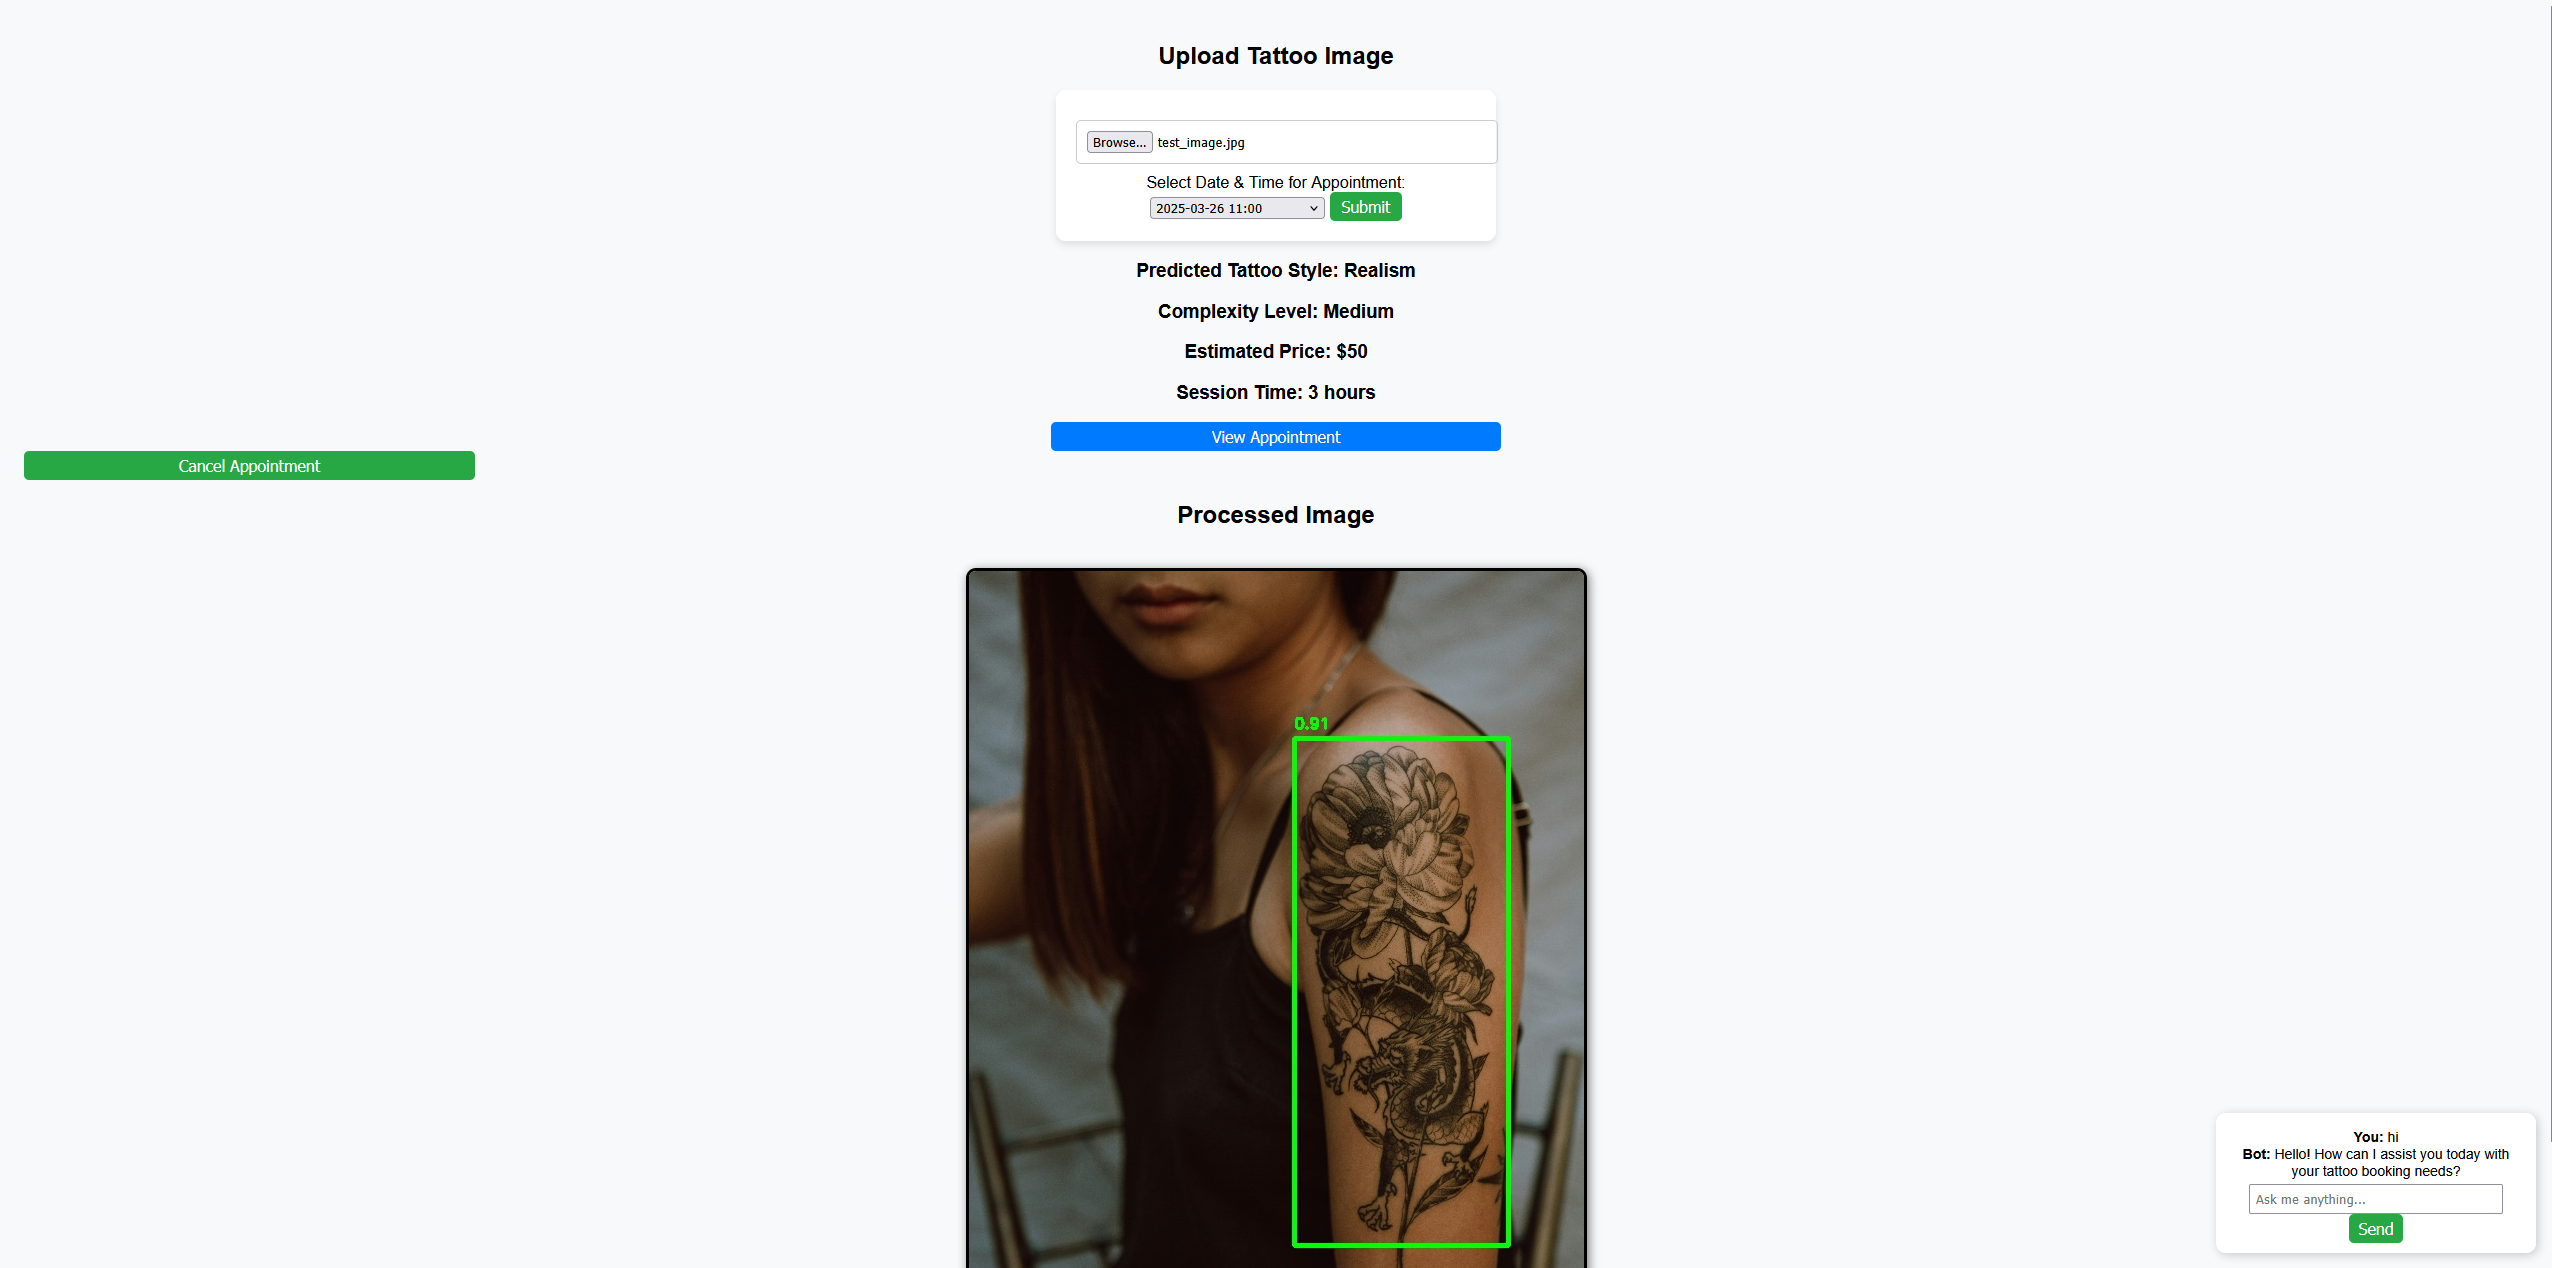 Upload Tattoo Image
Browse... test_image.jpg
Select Date & Time for Appointment:
2025-03-26 11:00 Submit
Predicted Tattoo Style: Realism
Complexity Level: Medium
Estimated Price: $50
Session Time: 3 hours
View Appointment
Cancel Appointment
Processed Image
0.91
You: hi
Bot: Hello! How can I assist you today with
your tattoo booking needs?
Ask me anything...
Send